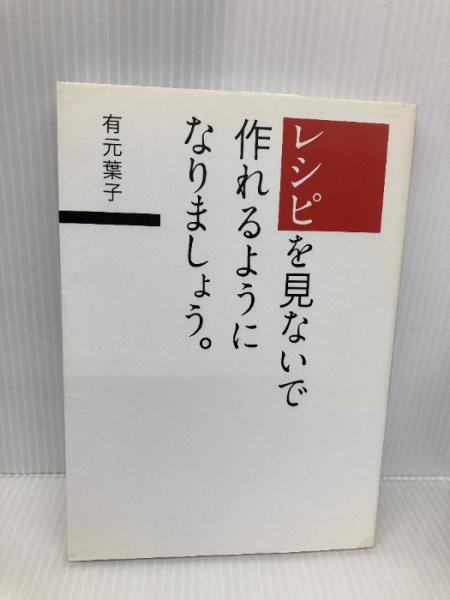 レシピを見ないで
作れるように
なりましょう。
有元葉子